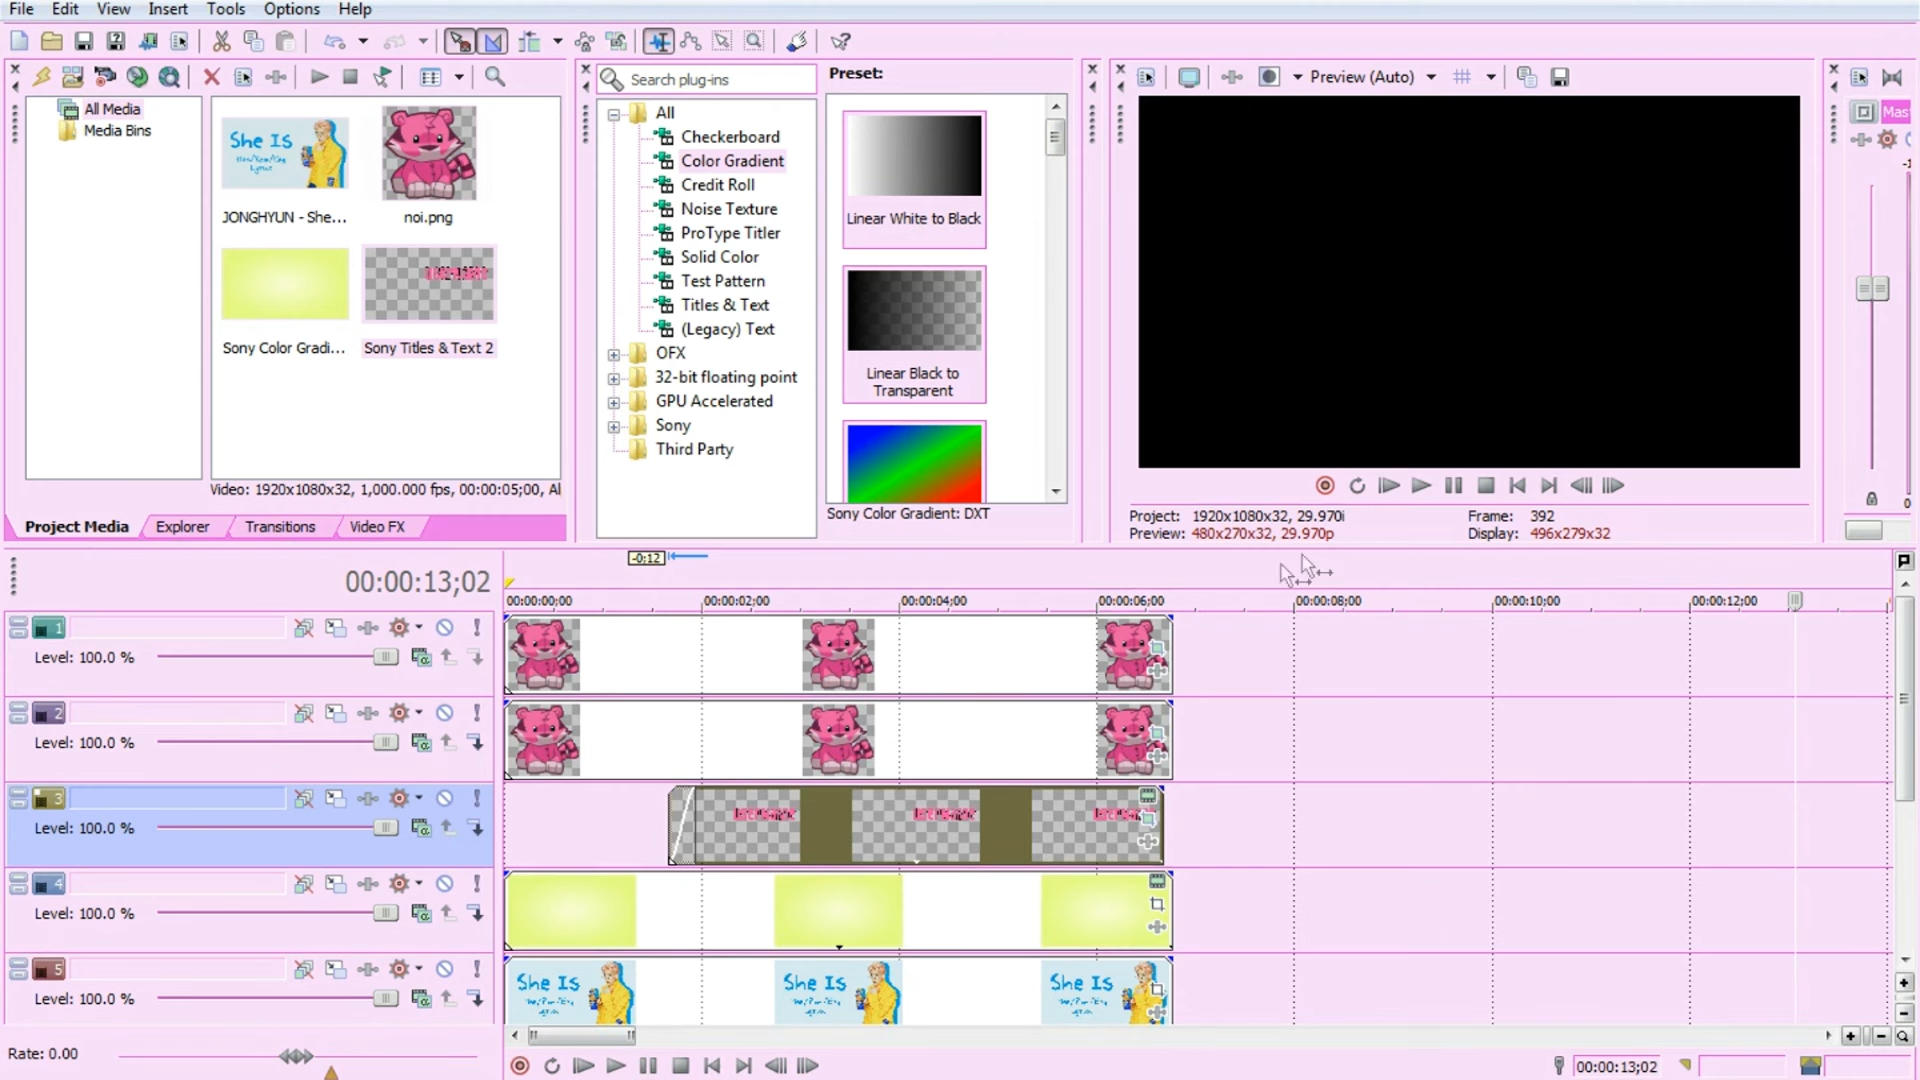 File Edit View Insert Tools Options Help
All Media
Media Bins
She Is
JONGHYUN - She...
noi.png
Sony Color Gradi...
Sony Titles & Text 2
Video: 1920x1080x32, 1,000.000 fps, 00:00:05;00, Al
Project Media Explorer Transitions Video FX
Search plug-ins
All
Checkerboard
Color Gradient
Credit Roll
Noise Texture
ProType Titler
Solid Color
Test Pattern
Titles & Text
(Legacy) Text
OFX
32-bit floating point
GPU Accelerated
Sony
Third Party
Preset:
Linear White to Black
Linear Black to
Transparent
Sony Color Gradient: DXT
Preview (Auto)
Project: 1920x1080x32, 29.970i
Preview: 480x270x32, 29.970p
Frame: 392
Display: 496x279x32
Mas
-0;12
00:00:13;02
00:00:00;00 00:00:02;00 00:00:04;00 00:00:06;00 00:00:08;00 00:00:10;00 00:00:12;00
1
Level: 100.0 %
2
Level: 100.0 %
3
Level: 100.0 %
4
Level: 100.0 %
5
Level: 100.0 %
She Is She Is She Is
Rate: 0.00
00:00:13;02